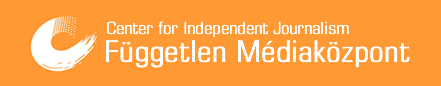 Center for Independent Journalism
Független Médiaközpont